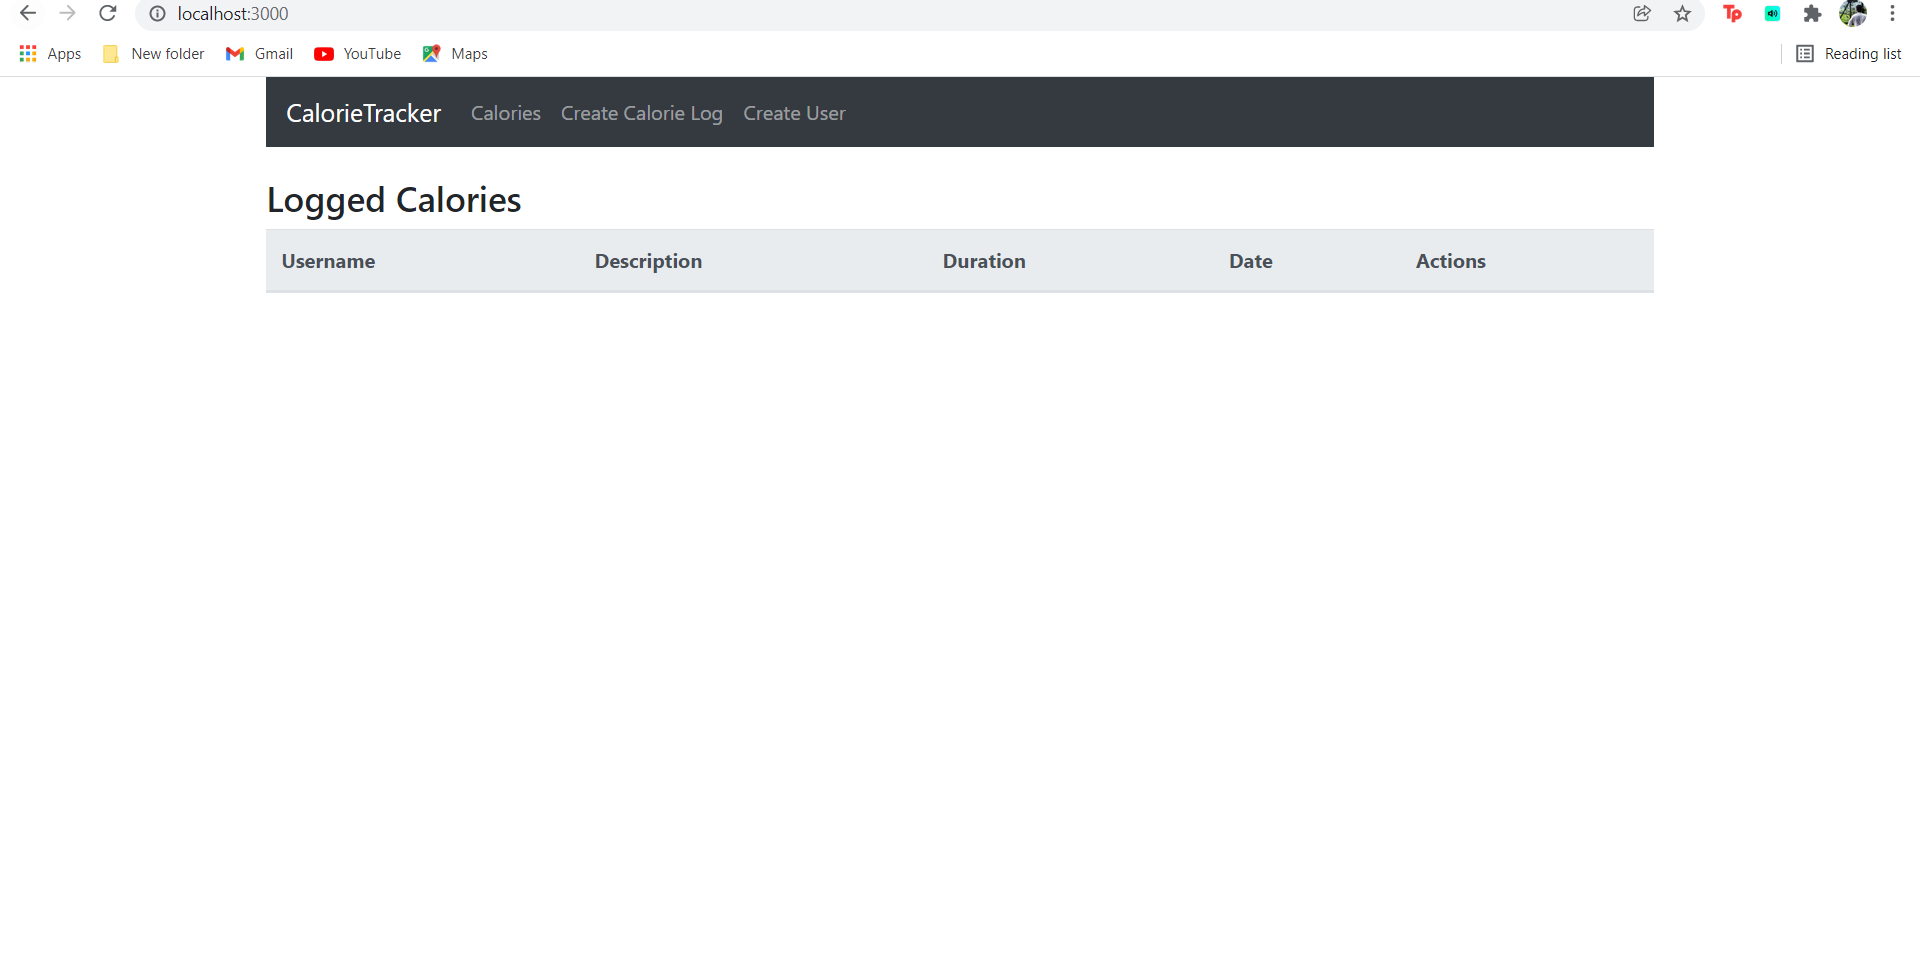 localhost:3000
Tp
Apps New folder Gmail YouTube Maps Reading list
CalorieTracker Calories Create Calorie Log Create User
Logged Calories
Username Description Duration Date Actions